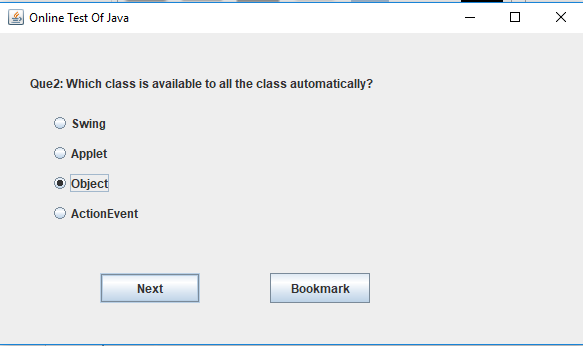 Online Test Of Java
Que2: Which class is available to all the class automatically?
Swing
Applet
Object
ActionEvent
Next Bookmark